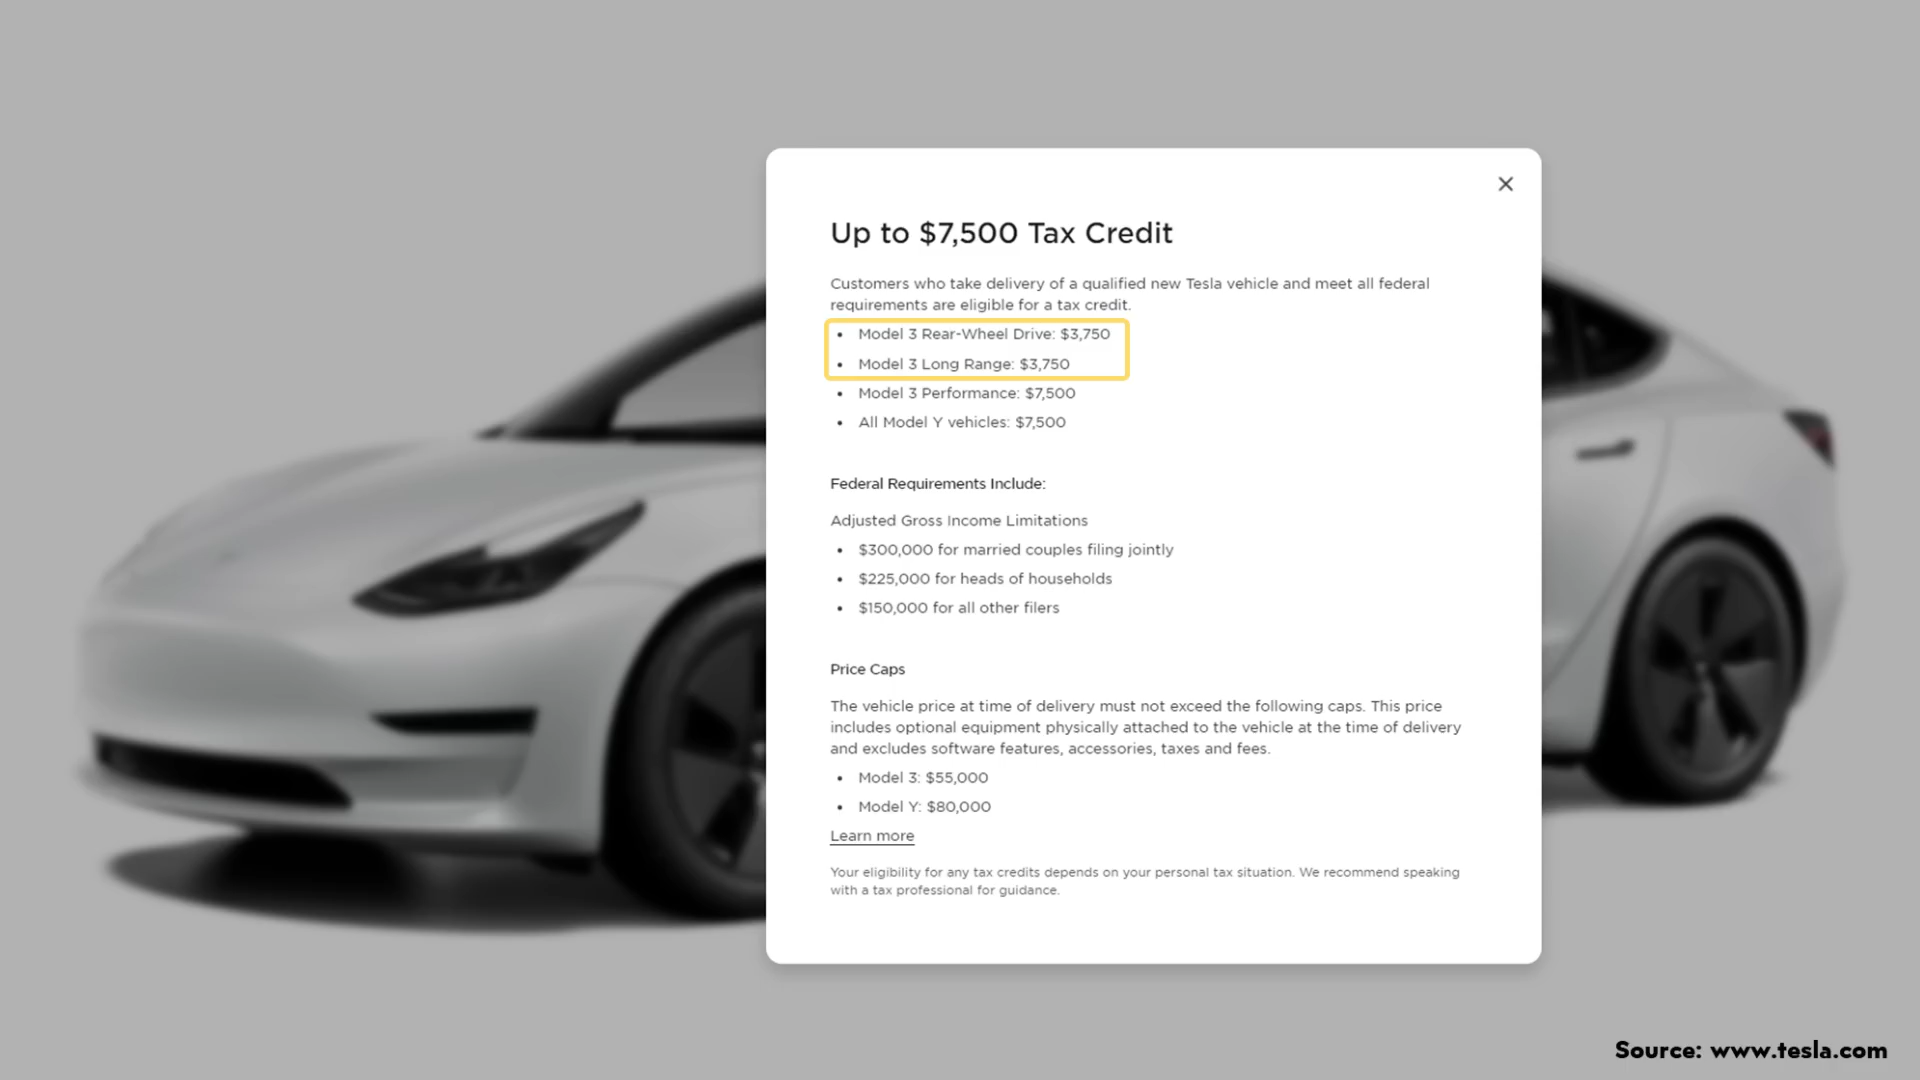 Up to $7,500 Tax Credit
Customers who take delivery of a qualified new Tesla vehicle and meet all federal
requirements are eligible for a tax credit.
• Model 3 Rear-Wheel Drive: $3,750
• Model 3 Long Range: $3,750
• Model 3 Performance: $7,500
• All Model Y vehicles: $7,500
Federal Requirements Include:
Adjusted Gross Income Limitations
• $300,000 for married couples filing jointly
• $225,000 for heads of households
• $150,000 for all other filers
Price Caps
The vehicle price at time of delivery must not exceed the following caps. This price
includes optional equipment physically attached to the vehicle at the time of delivery
and excludes software features, accessories, taxes and fees.
• Model 3: $55,000
• Model Y: $80,000
Learn more
Your eligibility for any tax credits depends on your personal tax situation. We recommend speaking
with a tax professional for guidance.
Source: www.tesla.com